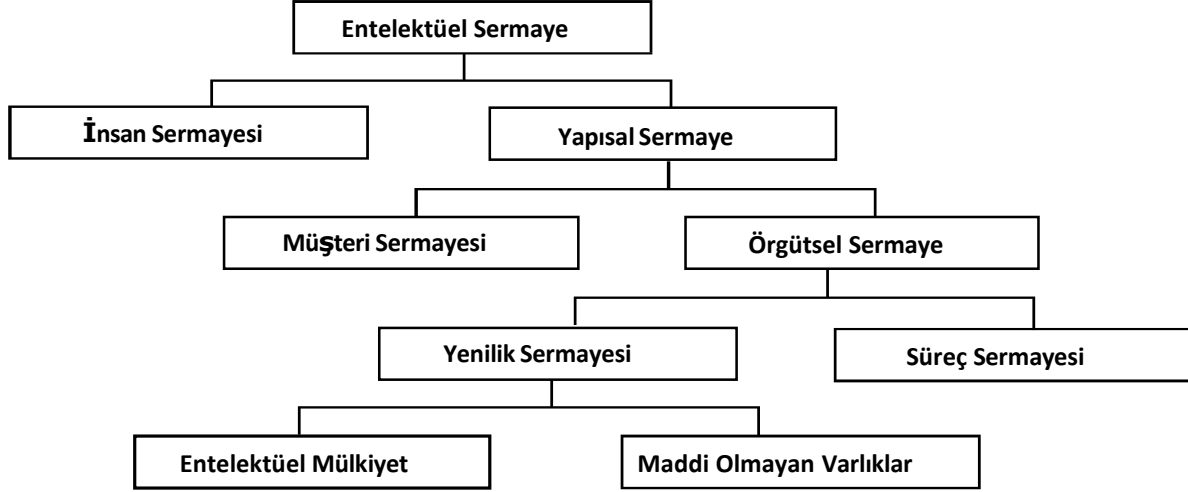 Entelektüel Sermaye
İnsan Sermayesi
Yapısal Sermaye
Müşteri Sermayesi
Örgütsel Sermaye
Yenilik Sermayesi
Süreç Sermayesi
Entelektüel Mülkiyet
Maddi Olmayan Varlıklar